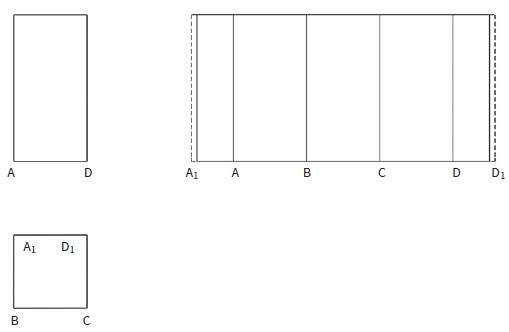 A D
A₁ A B C D D₁
A₁ D₁
B C